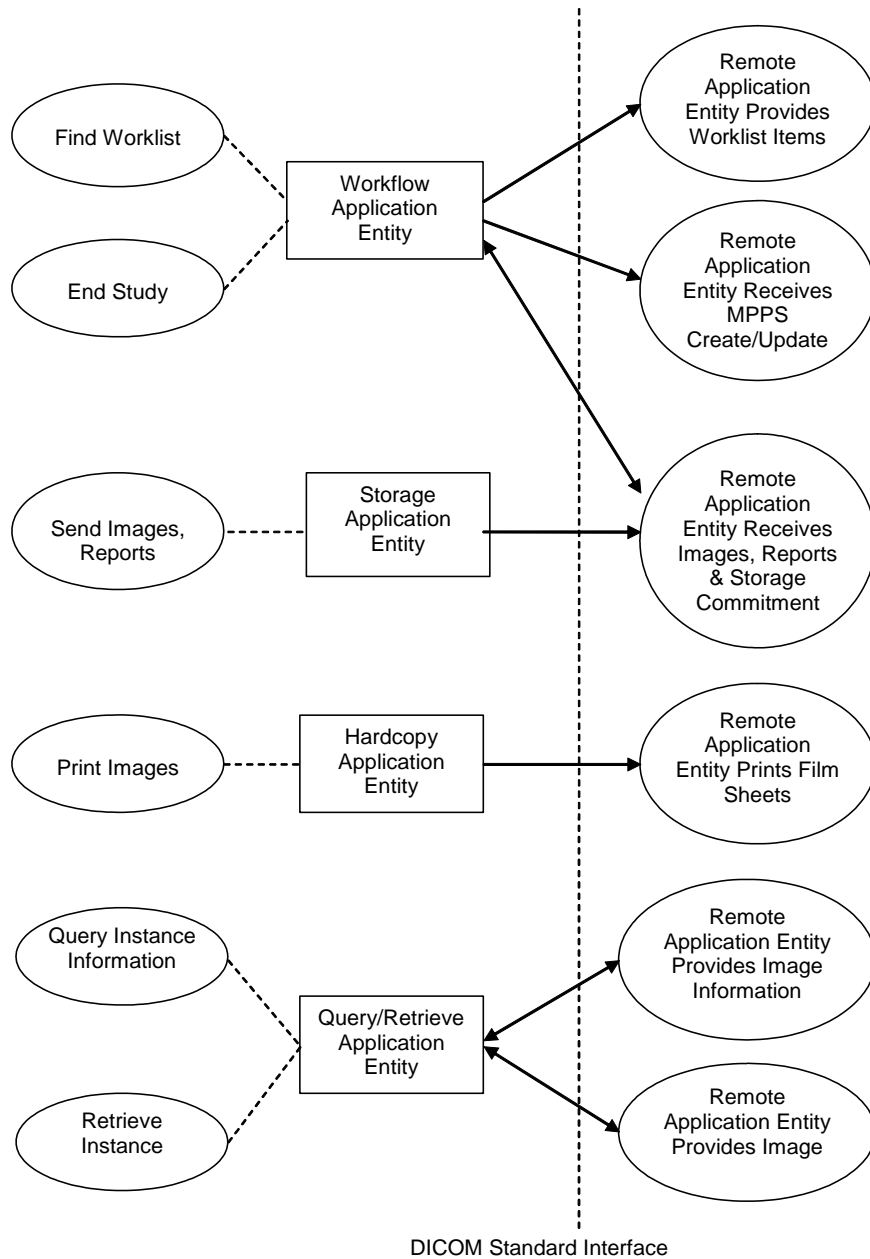 Find Worklist
End Study
Workflow
Application
Entity
Remote
Application
Entity Provides
Worklist Items
Remote
Application
Entity Receives
MPPS
Create/Update
Send Images,
Reports
Storage
Application
Entity
Remote
Application
Entity Receives
Images, Reports
& Storage
Commitment
Print Images
Hardcopy
Application
Entity
Remote
Application
Entity Prints Film
Sheets
Query Instance
Information
Retrieve
Instance
Query/Retrieve
Application
Entity
Remote
Application Entity
Provides Image
Information
Remote
Application Entity
Provides Image
DICOM Standard Interface